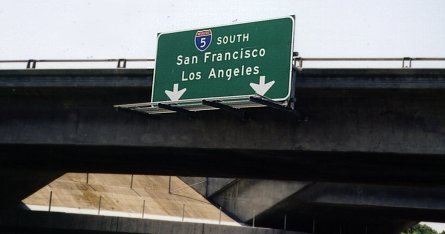 5 SOUTH
San Francisco
Los Angeles